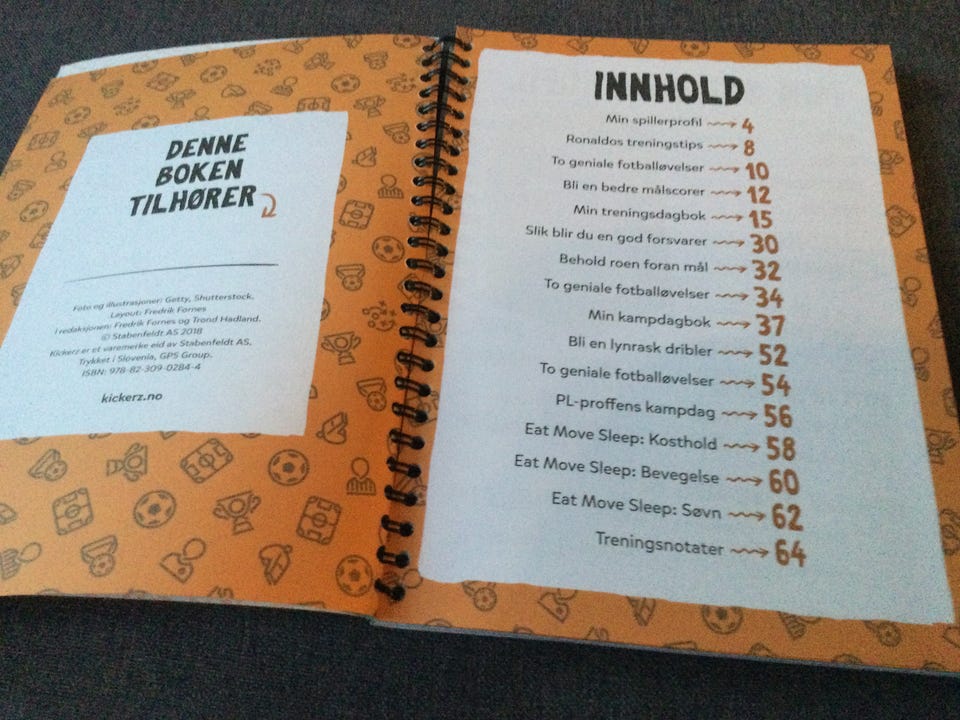 DENNE
BOKEN
TILHØRER
Foto og illustrasjoner: Getty, Shutterstock.
Layout: Fredrik Fornes
I redaksjonen: Fredrik Fornes og Trond Hadland.
© Stabenfeldt AS 2018
Kickerz er et varemerke eid av Stabenfeldt AS.
Trykket i Slovenia, GPS Group.
ISBN: 978-82-309-0284-4
kickerz.no
INNHOLD
Min spillerprofil 4
Ronaldos treningstips 8
To geniale fotballøvelser 10
Bli en bedre målscorer 12
Min treningsdagbok 15
Slik blir du en god forsvarer 30
Behold roen foran mål 32
To geniale fotballøvelser 34
Min kampdagbok 37
Bli en lynrask dribler 52
To geniale fotballøvelser 54
PL-proffens kampdag 56
Eat Move Sleep: Kosthold 58
Eat Move Sleep: Bevegelse 60
Eat Move Sleep: Søvn 62
Treningsnotater 64